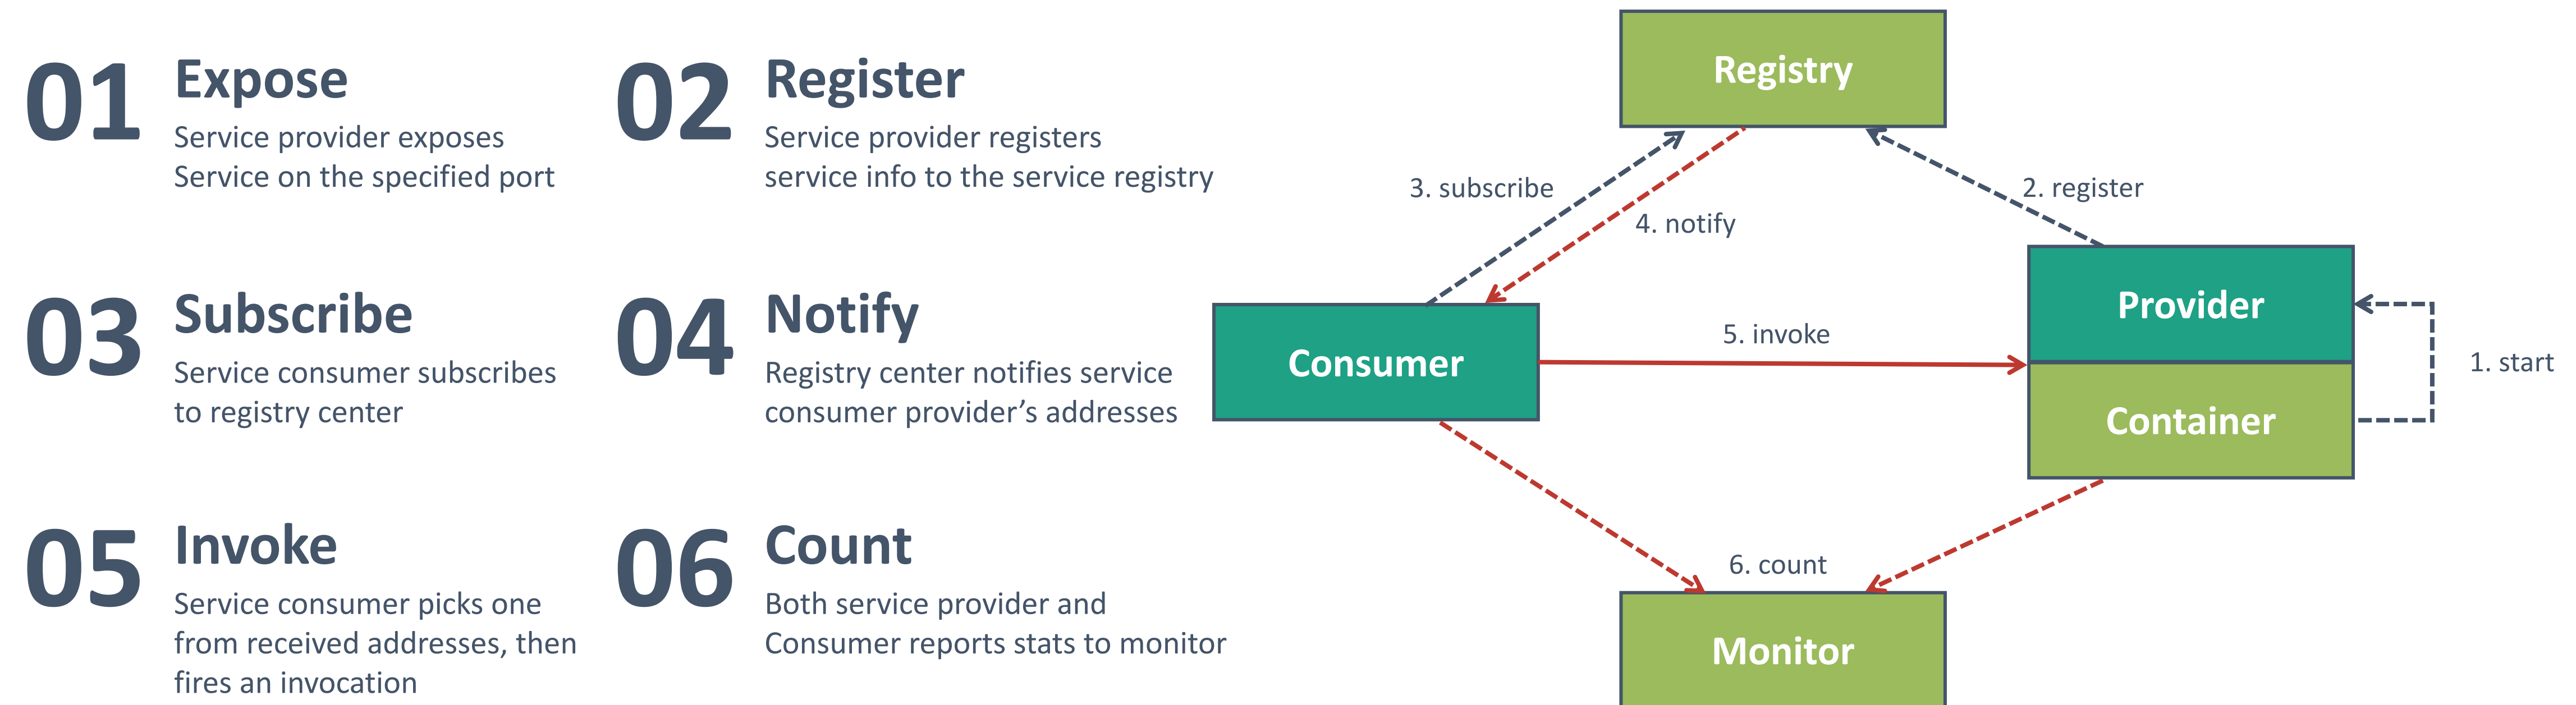 01
Expose
Service provider exposes
Service on the specified port
02
Register
Service provider registers
service info to the service registry
03
Subscribe
Service consumer subscribes
to registry center
04
Notify
Registry center notifies service
consumer provider’s addresses
05
Invoke
Service consumer picks one
from received addresses, then
fires an invocation
06
Count
Both service provider and
Consumer reports stats to monitor
Registry
3. subscribe
2. register
4. notify
Provider
5. invoke
Consumer
1. start
Container
6. count
Monitor